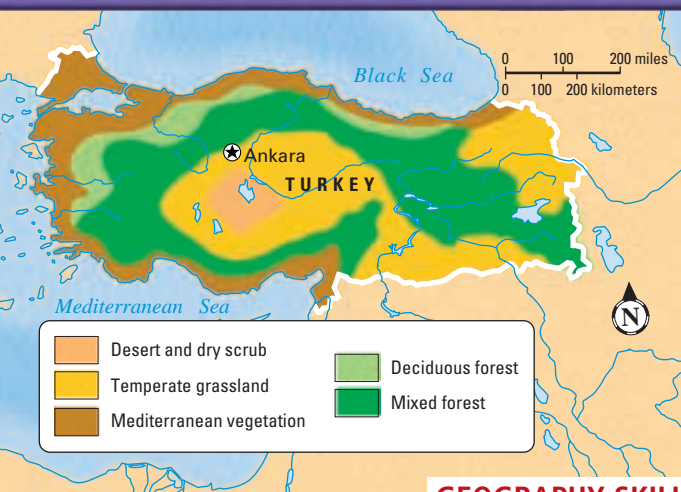 Black Sea
0 100 200 miles
0 100 200 kilometers
Ankara
TURKEY
Mediterranean Sea
N
Desert and dry scrub
Temperate grassland
Mediterranean vegetation
Deciduous forest
Mixed forest